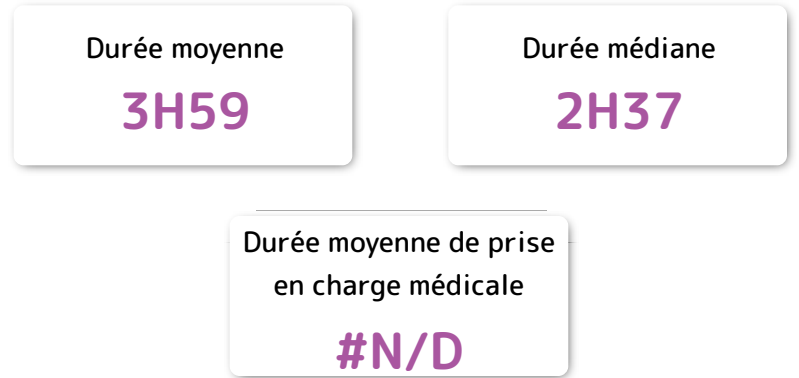 Durée moyenne
3H59
Durée médiane
2H37
Durée moyenne de prise
en charge médicale
#N/D